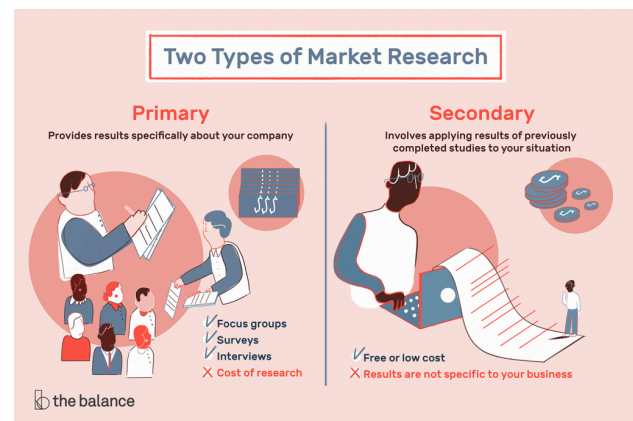 Two Types of Market Research
Primary
Provides results specifically about your company
$$$
Focus groups
Surveys
Interviews
Cost of research
Secondary
Involves applying results of previously
completed studies to your situation
$
$
$
Free or low cost
Results are not specific to your business
the balance